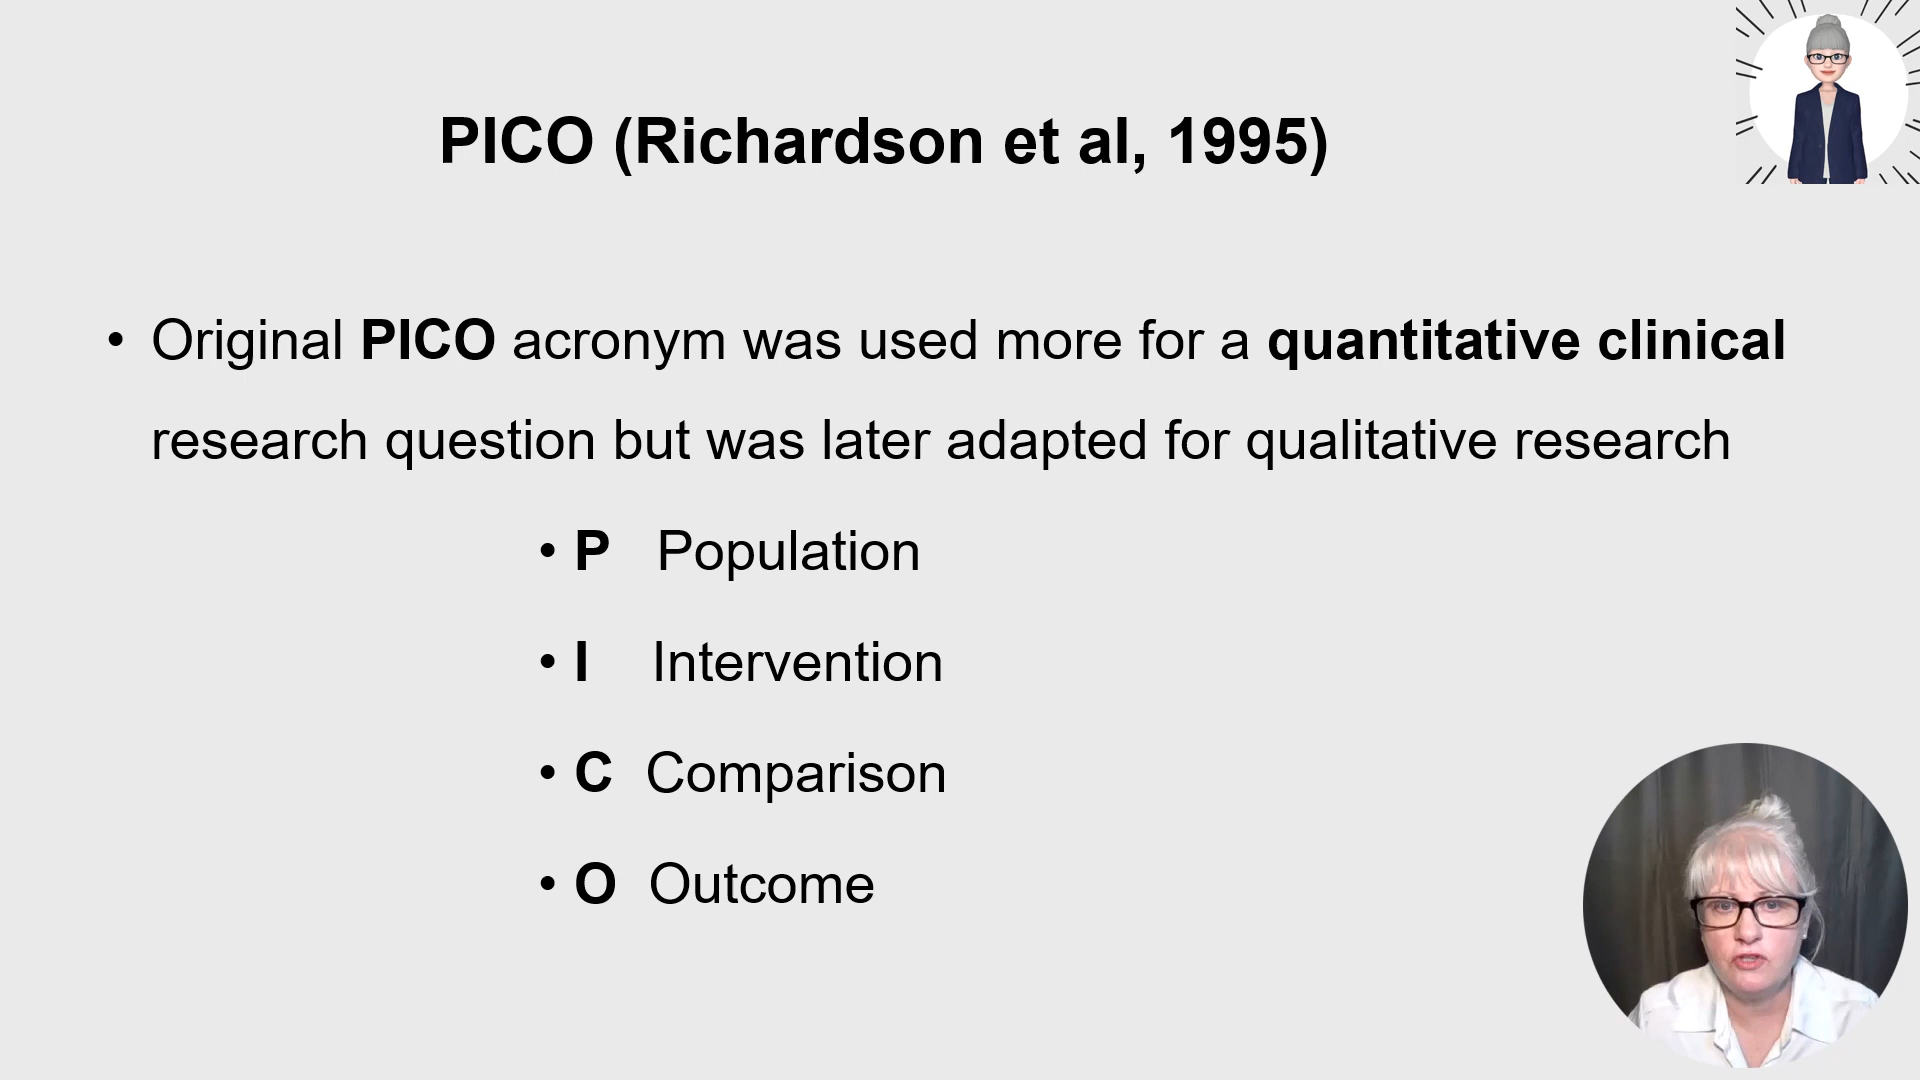 PICO (Richardson et al, 1995)
• Original PICO acronym was used more for a quantitative clinical
research question but was later adapted for qualitative research
• P Population
• I Intervention
• C Comparison
• O Outcome